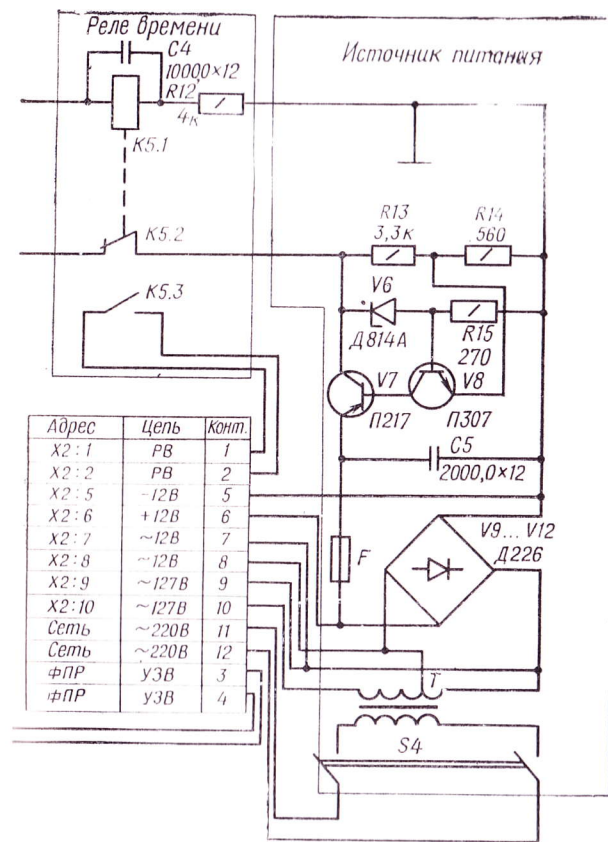 Реле времени
Источник питания
C4
1000,0×12
R12
4к
K5.1
R13
3,3к
R14
560
K5.2
V6
Д814А
R15
270
K5.3
V7
П217
V8
П307
C5
2000,0×12
Адрес Цепь Конт.
X2:1 РВ 1
X2:2 РВ 2
X2:5 -12В 5
X2:6 +12В 6
X2:7 ~12В 7
X2:8 ~12В 8
X2:9 ~127В 9
X2:10 ~127В 10
Сеть ~220В 11
Сеть ~220В 12
ФПР УЗВ 3
ФПР УЗВ 4
F
V9...V12
Д226
T
S4